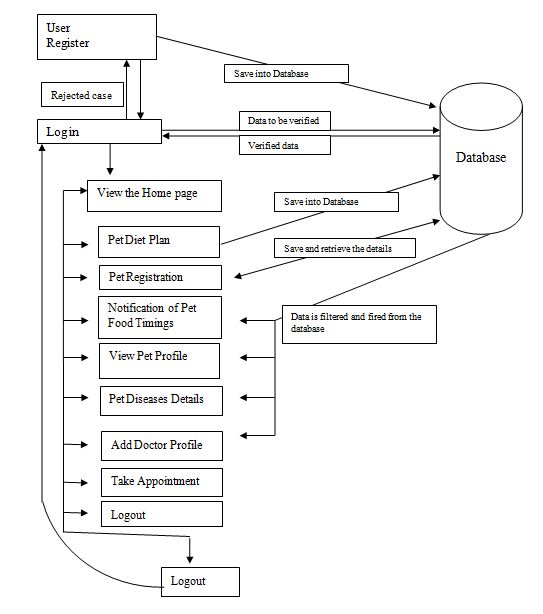 User
Register
Save into Database
Rejected case
Login
Data to be verified
Verified data
Database
View the Home page
Save into Database
Pet Diet Plan
Save and retrieve the details
Pet Registration
Notification of Pet
Food Timings
Data is filtered and fired from the
database
View Pet Profile
Pet Diseases Details
Add Doctor Profile
Take Appointment
Logout
Logout